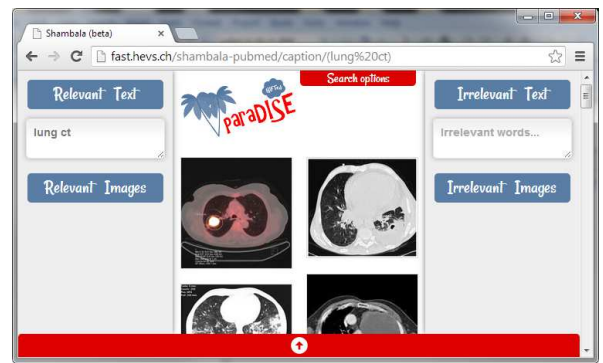 Shambala (beta)
fast.hevs.ch/shambala-pubmed/caption/(lung%20ct)
Relevant Text
lung ct
Relevant Images
GIFTed
paraDISE
Search options
Irrelevant Text
Irrelevant words...
Irrelevant Images